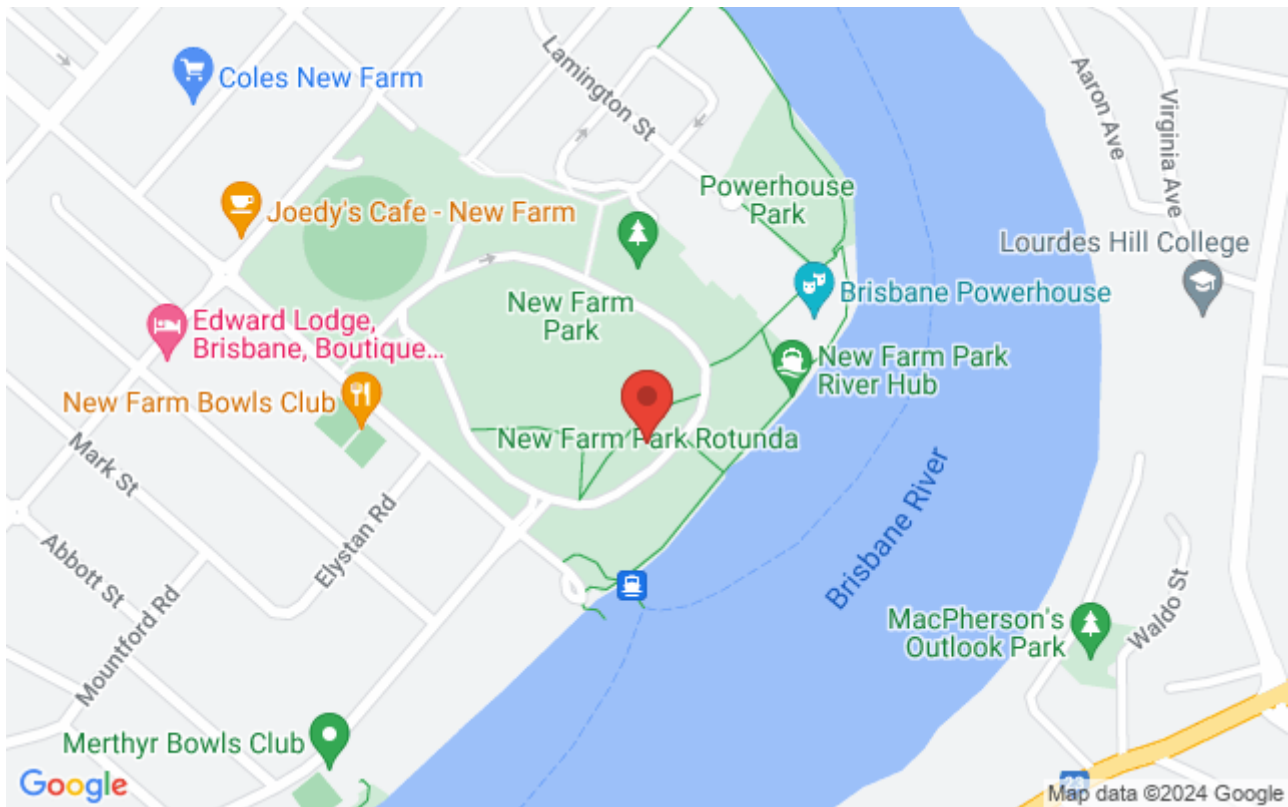 Lamington St
Coles New Farm
Aaron Ave
Virginia Ave
Powerhouse
Park
Joedy's Cafe - New Farm
Lourdes Hill College
Brisbane Powerhouse
New Farm
Park
Edward Lodge,
Brisbane, Boutique...
New Farm Park
River Hub
New Farm Bowls Club
New Farm Park Rotunda
Mark St
Elystan Rd
Abbott St
Mountford Rd
Brisbane River
MacPherson's
Outlook Park
Waldo St
Merthyr Bowls Club
Google
23
Map data ©2024 Google